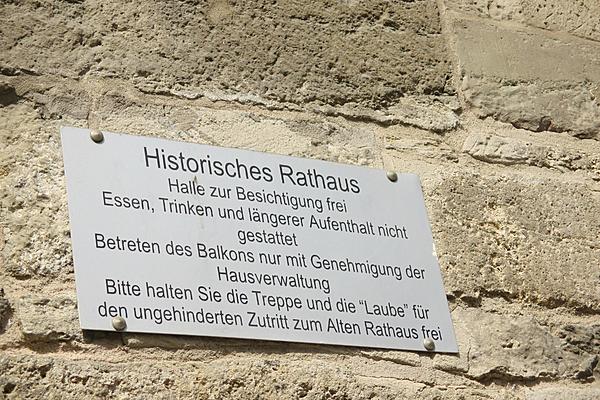 Historisches Rathaus
Halle zur Besichtigung frei
Essen, Trinken und längerer Aufenthalt nicht
gestattet
Betreten des Balkons nur mit Genehmigung der
Hausverwaltung
Bitte halten Sie die Treppe und die “Laube” für
den ungehinderten Zutritt zum Alten Rathaus frei